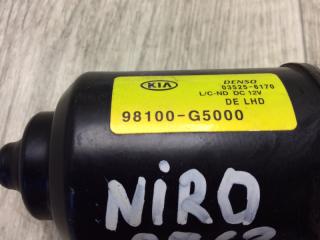 KIA
DENSO
03525-6170
L/C-ND DC 12V
DE LHD
98100-G5000
NIRO